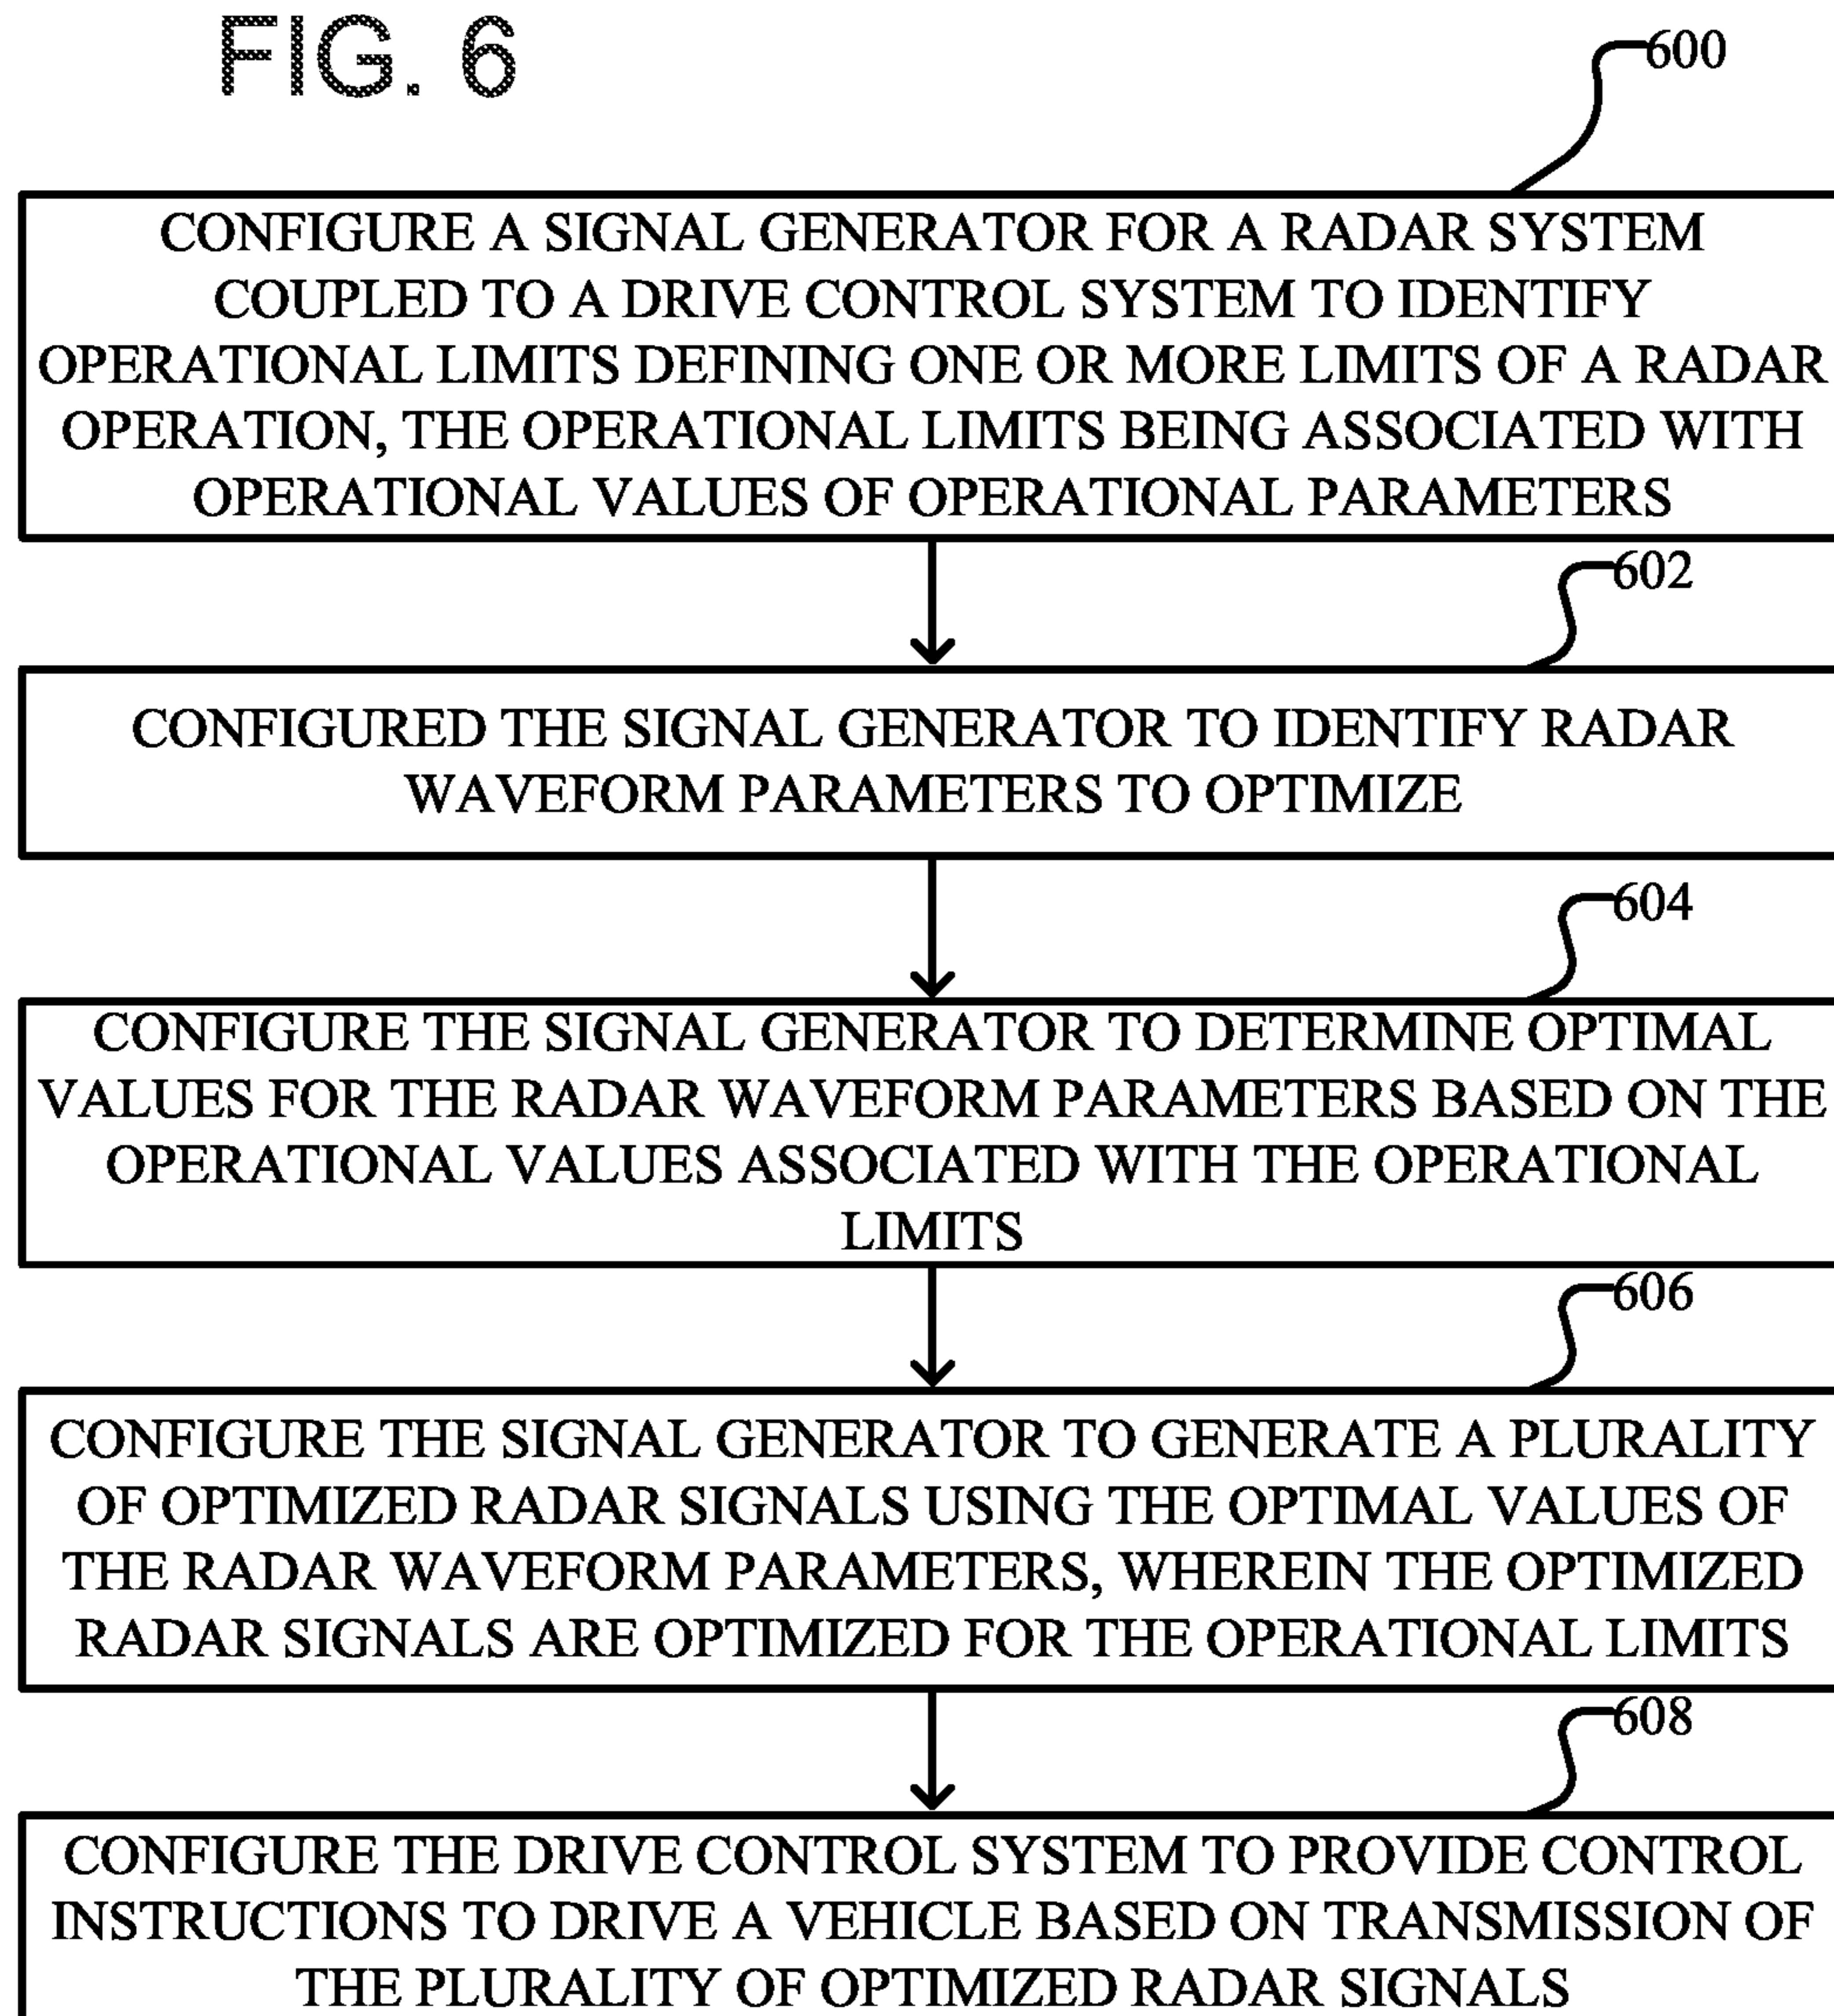 FIG. 6
600
CONFIGURE A SIGNAL GENERATOR FOR A RADAR SYSTEM
COUPLED TO A DRIVE CONTROL SYSTEM TO IDENTIFY
OPERATIONAL LIMITS DEFINING ONE OR MORE LIMITS OF A RADAR
OPERATION, THE OPERATIONAL LIMITS BEING ASSOCIATED WITH
OPERATIONAL VALUES OF OPERATIONAL PARAMETERS
602
CONFIGURED THE SIGNAL GENERATOR TO IDENTIFY RADAR
WAVEFORM PARAMETERS TO OPTIMIZE
604
CONFIGURE THE SIGNAL GENERATOR TO DETERMINE OPTIMAL
VALUES FOR THE RADAR WAVEFORM PARAMETERS BASED ON THE
OPERATIONAL VALUES ASSOCIATED WITH THE OPERATIONAL
LIMITS
606
CONFIGURE THE SIGNAL GENERATOR TO GENERATE A PLURALITY
OF OPTIMIZED RADAR SIGNALS USING THE OPTIMAL VALUES OF
THE RADAR WAVEFORM PARAMETERS, WHEREIN THE OPTIMIZED
RADAR SIGNALS ARE OPTIMIZED FOR THE OPERATIONAL LIMITS
608
CONFIGURE THE DRIVE CONTROL SYSTEM TO PROVIDE CONTROL
INSTRUCTIONS TO DRIVE A VEHICLE BASED ON TRANSMISSION OF
THE PLURALITY OF OPTIMIZED RADAR SIGNALS